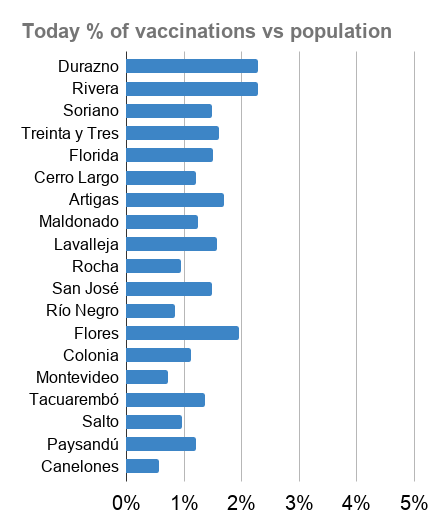 Today % of vaccinations vs population
Durazno
Rivera
Soriano
Treinta y Tres
Florida
Cerro Largo
Artigas
Maldonado
Lavalleja
Rocha
San José
Río Negro
Flores
Colonia
Montevideo
Tacuarembó
Salto
Paysandú
Canelones
0% 1% 2% 3% 4% 5%